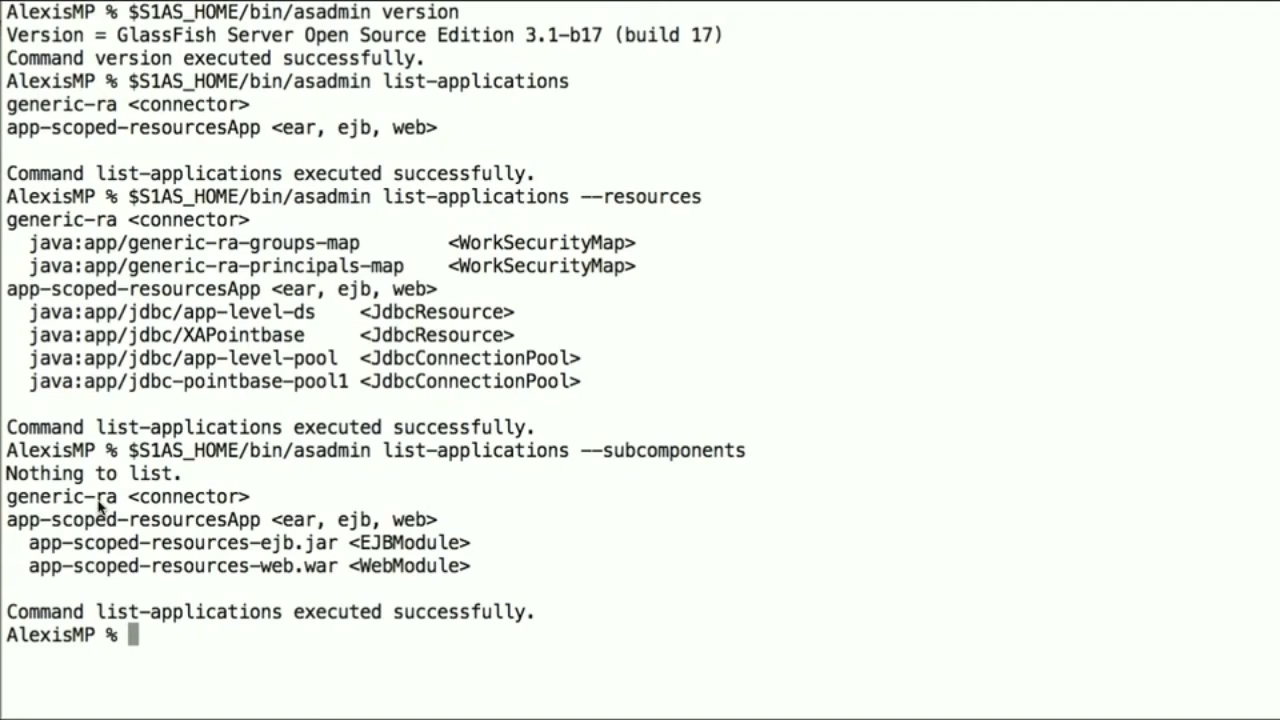 AlexisMP % $S1AS_HOME/bin/asadmin version
Version = GlassFish Server Open Source Edition 3.1-b17 (build 17)
Command version executed successfully.
AlexisMP % $S1AS_HOME/bin/asadmin list-applications
generic-ra <connector>
app-scoped-resourcesApp <ear, ejb, web>
Command list-applications executed successfully.
AlexisMP % $S1AS_HOME/bin/asadmin list-applications --resources
generic-ra <connector>
java:app/generic-ra-groups-map <WorkSecurityMap>
java:app/generic-ra-principals-map <WorkSecurityMap>
app-scoped-resourcesApp <ear, ejb, web>
java:app/jdbc/app-level-ds <JdbcResource>
java:app/jdbc/XAPointbase <JdbcResource>
java:app/jdbc/app-level-pool <JdbcConnectionPool>
java:app/jdbc-pointbase-pool1 <JdbcConnectionPool>
Command list-applications executed successfully.
AlexisMP % $S1AS_HOME/bin/asadmin list-applications --subcomponents
Nothing to list.
generic-ra <connector>
app-scoped-resourcesApp <ear, ejb, web>
app-scoped-resources-ejb.jar <EJBModule>
app-scoped-resources-web.war <WebModule>
Command list-applications executed successfully.
AlexisMP %